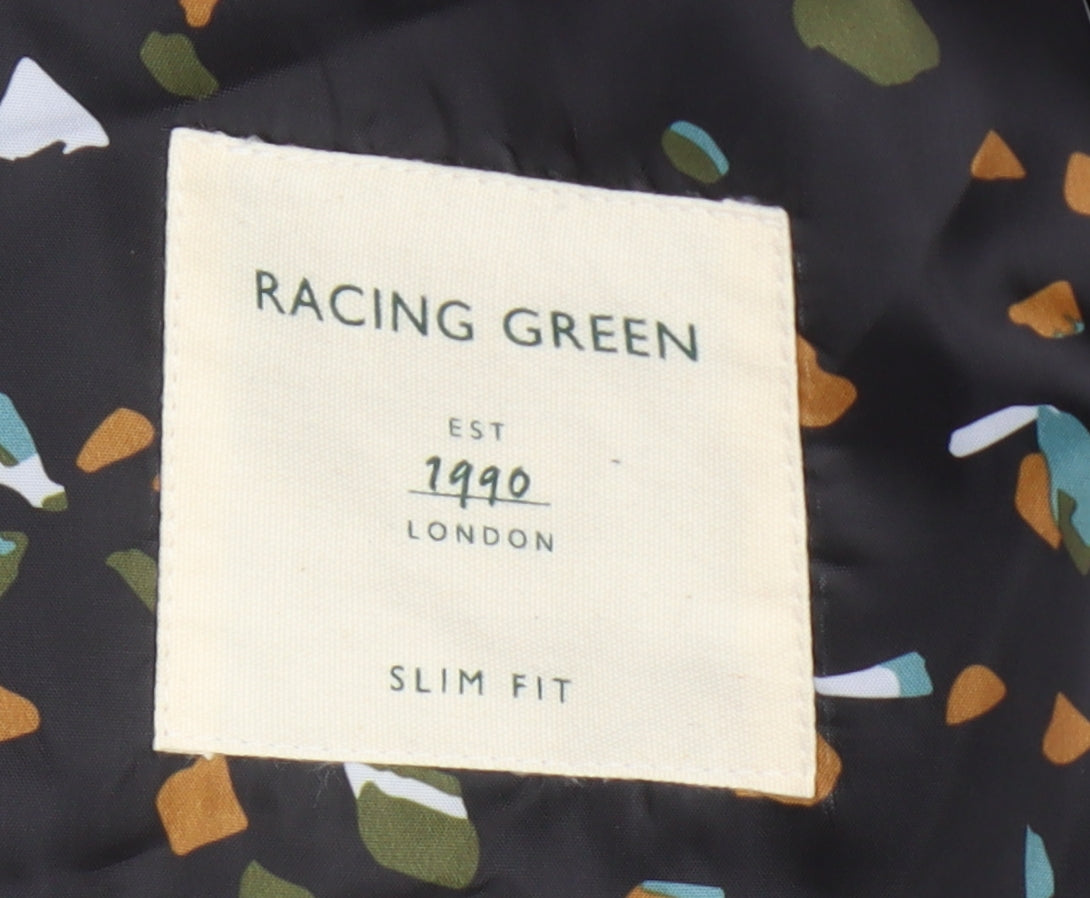 RACING GREEN
EST
1990
LONDON
SLIM FIT